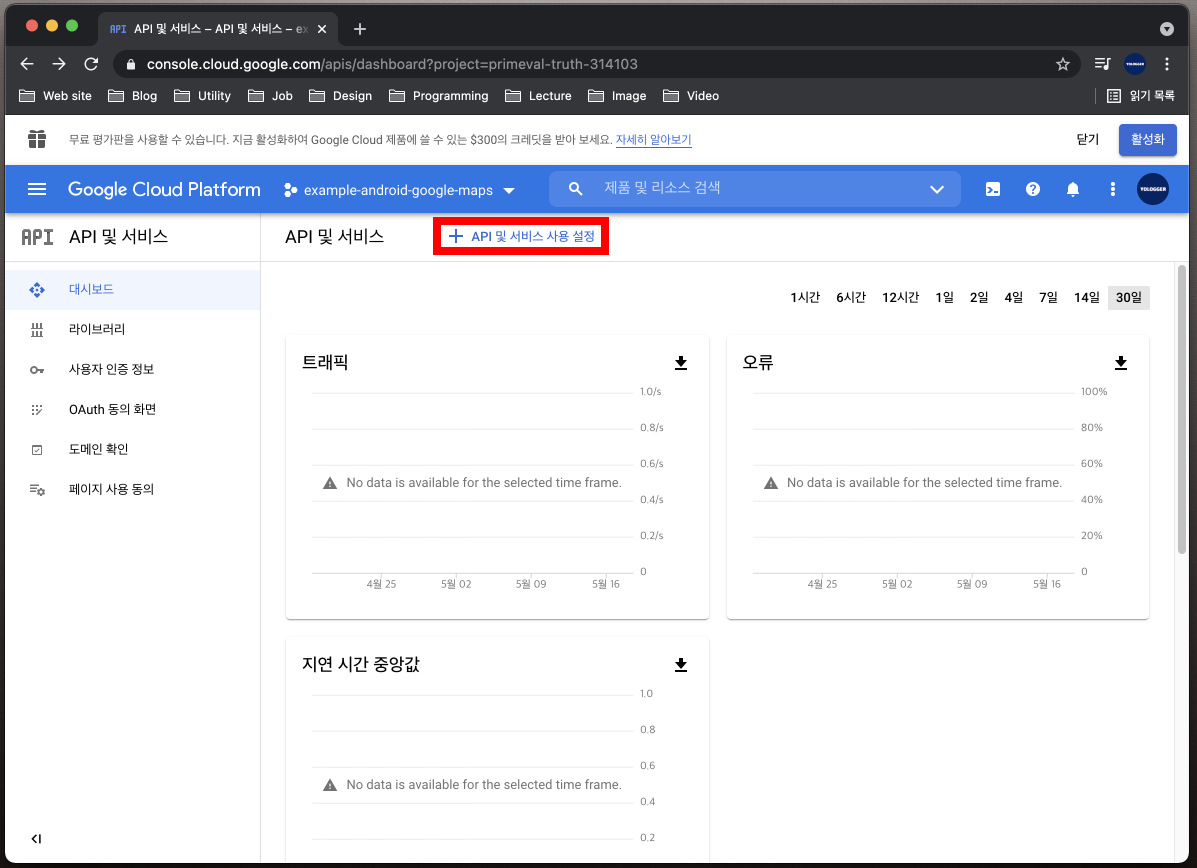 API API 및 서비스 – API 및 서비스 – ex
console.cloud.google.com/apis/dashboard?project=primeval-truth-314103
TOLOGGER
Web site Blog Utility Job Design Programming Lecture Image Video 읽기 목록
무료 평가판을 사용할 수 있습니다. 지금 활성화하여 Google Cloud 제품에 쓸 수 있는 $300의 크레딧을 받아 보세요. 자세히 알아보기 닫기 활성화
Google Cloud Platform example-android-google-maps 제품 및 리소스 검색 TOLOGGER
API API 및 서비스 API 및 서비스 + API 및 서비스 사용 설정
대시보드
라이브러리
사용자 인증 정보
OAuth 동의 화면
도메인 확인
페이지 사용 동의
1시간 6시간 12시간 1일 2일 4일 7일 14일 30일
트래픽
1.0/s
0.8/s
0.6/s
No data is available for the selected time frame.
0.4/s
0.2/s
0
4월 25 5월 02 5월 09 5월 16
오류
100%
80%
60%
No data is available for the selected time frame.
40%
20%
0
4월 25 5월 02 5월 09 5월 16
지연 시간 중앙값
1.0
0.8
0.6
No data is available for the selected time frame.
0.4
0.2